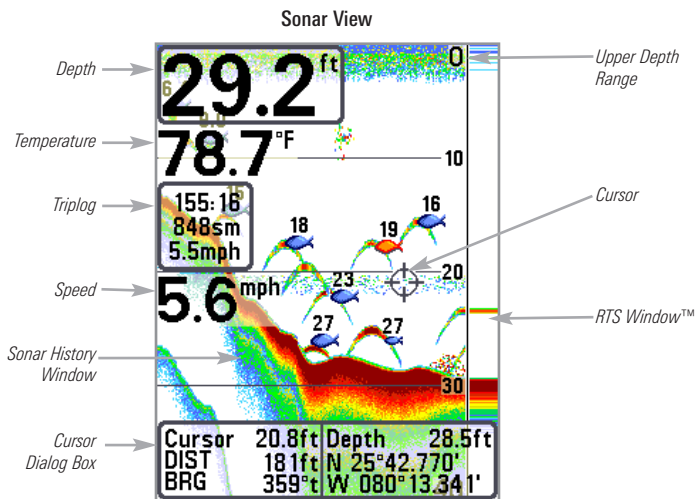 Sonar View
Depth
29.2 ft
0
Upper Depth
Range
Temperature
78.7 °F
10
Triplog
155:16
848sm
5.5mph
15
18
19
16
Cursor
20
Speed
5.6 mph
23
RTS Window™
27
27
Sonar History
Window
30
Cursor
Dialog Box
Cursor 20.8ft
DIST 181ft
BRG 359°t
Depth 28.5ft
N 25°42.770'
W 080°13.341'